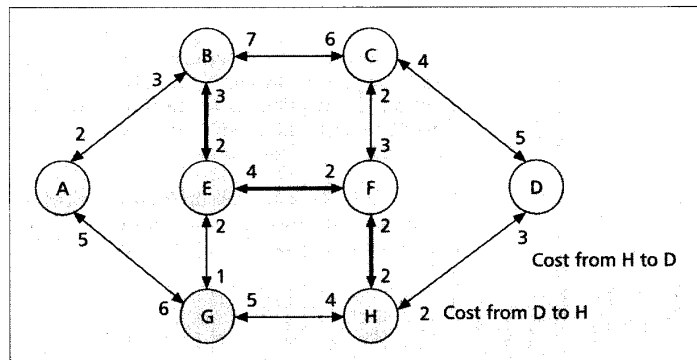 B 7 6 C
3 3 2 4
2 2 3 5
A E 4 2 F D
5 2 2 3
Cost from H to D
6 1 2
G 5 4 H 2 Cost from D to H